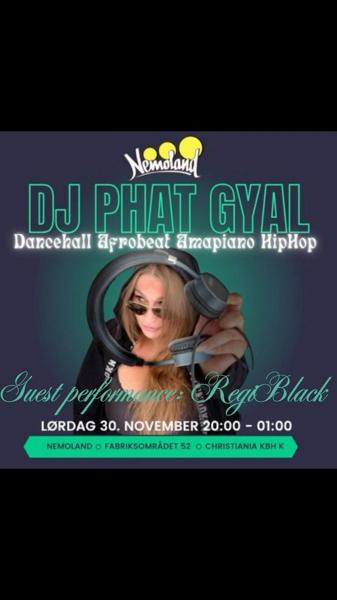 Nemoland
DJ PHAT GYAL
Dancehall Afrobeat Amapiano HipHop
Guest performance: RegiBlack
LØRDAG 30. NOVEMBER 20:00 - 01:00
NEMOLAND ○ FABRIKSOMRÅDET 52 ○ CHRISTIANIA KBH K